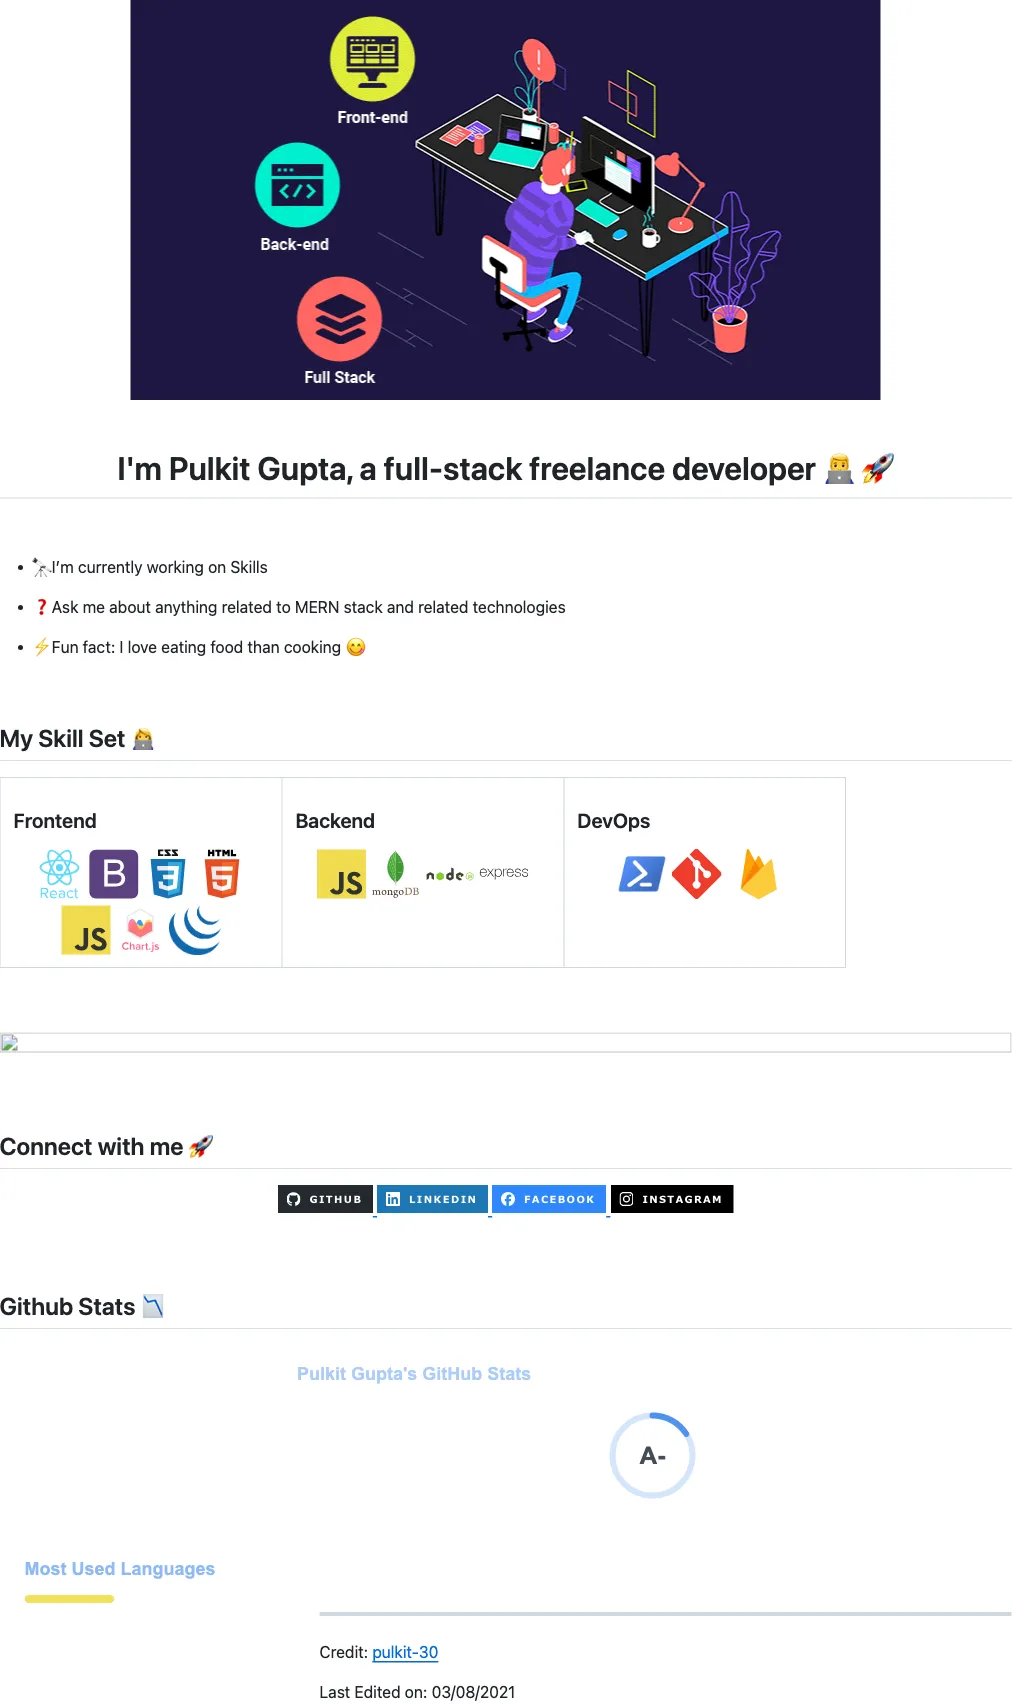 Front-end
Back-end
Full Stack
I'm Pulkit Gupta, a full-stack freelance developer 👨‍💻 🚀
• 🔭I'm currently working on Skills
• ❓Ask me about anything related to MERN stack and related technologies
• ⚡Fun fact: I love eating food than cooking 😋
My Skill Set 👩‍💻
Frontend
Backend
DevOps
React
B
CSS
3
HTML
5
JS
Chart.js
JS
mongoDB
node
express
Connect with me 🚀
GITHUB
LINKEDIN
FACEBOOK
INSTAGRAM
Github Stats 📉
Pulkit Gupta's GitHub Stats
A-
Most Used Languages
Credit: pulkit-30
Last Edited on: 03/08/2021